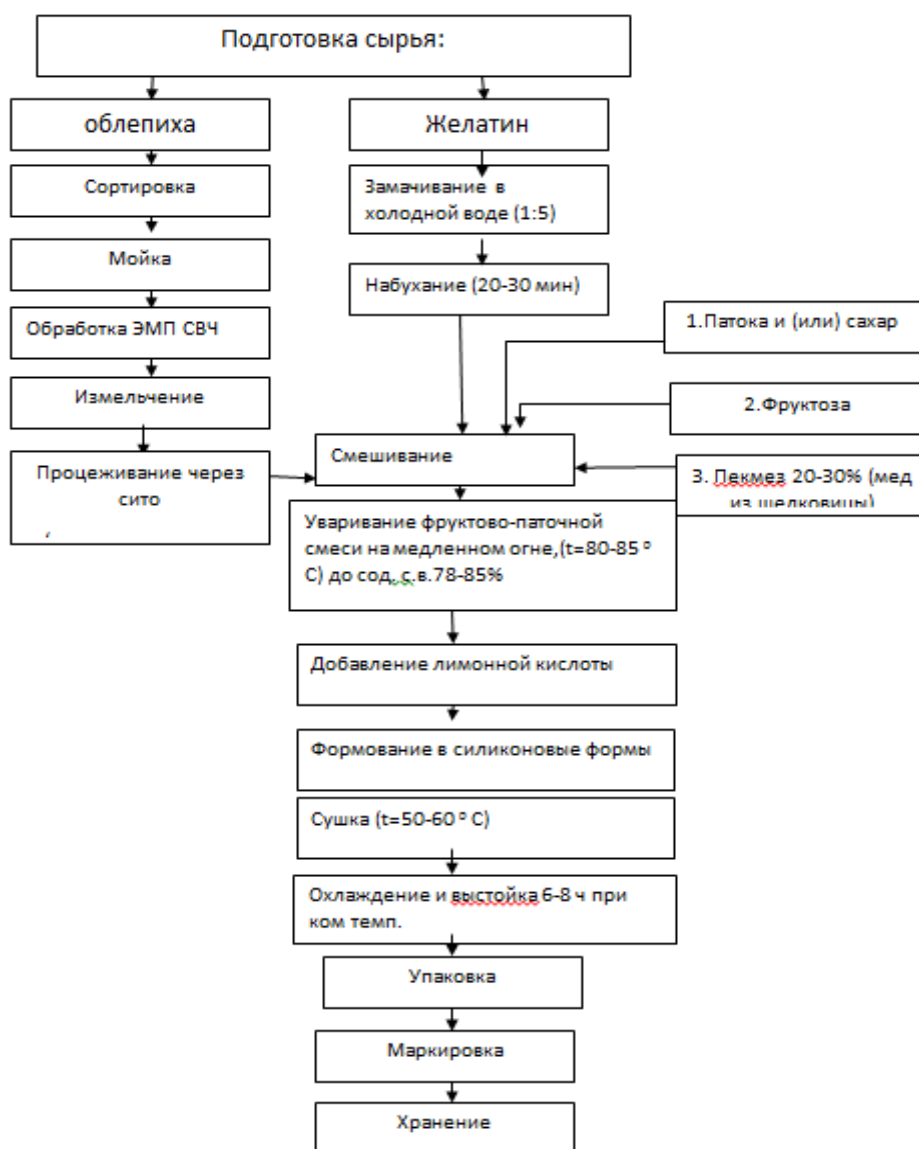 Подготовка сырья:
облепиха
Желатин
Сортировка
Замачивание в
холодной воде (1:5)
Мойка
Набухание (20-30 мин)
Обработка ЭМП СВЧ
1.Патока и (или) сахар
Измельчение
2.Фруктоза
Смешивание
Процеживание через
сито
3. Пекмез 20-30% (мед
из шелковицы)
Уваривание фруктово-паточной
смеси на медленном огне,(t=80-85 º
С) до сод. с.в.78-85%
Добавление лимонной кислоты
Формование в силиконовые формы
Сушка (t=50-60 º С)
Охлаждение и выстойка 6-8 ч при
ком темп.
Упаковка
Маркировка
Хранение